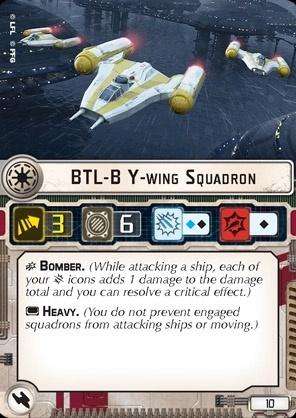 © LFL © FFG
BTL-B Y-WING SQUADRON
3 6
BOMBER. (While attacking a ship, each of
your icons adds 1 damage to the damage
total and you can resolve a critical effect.)
HEAVY. (You do not prevent engaged
squadrons from attacking ships or moving.)
10